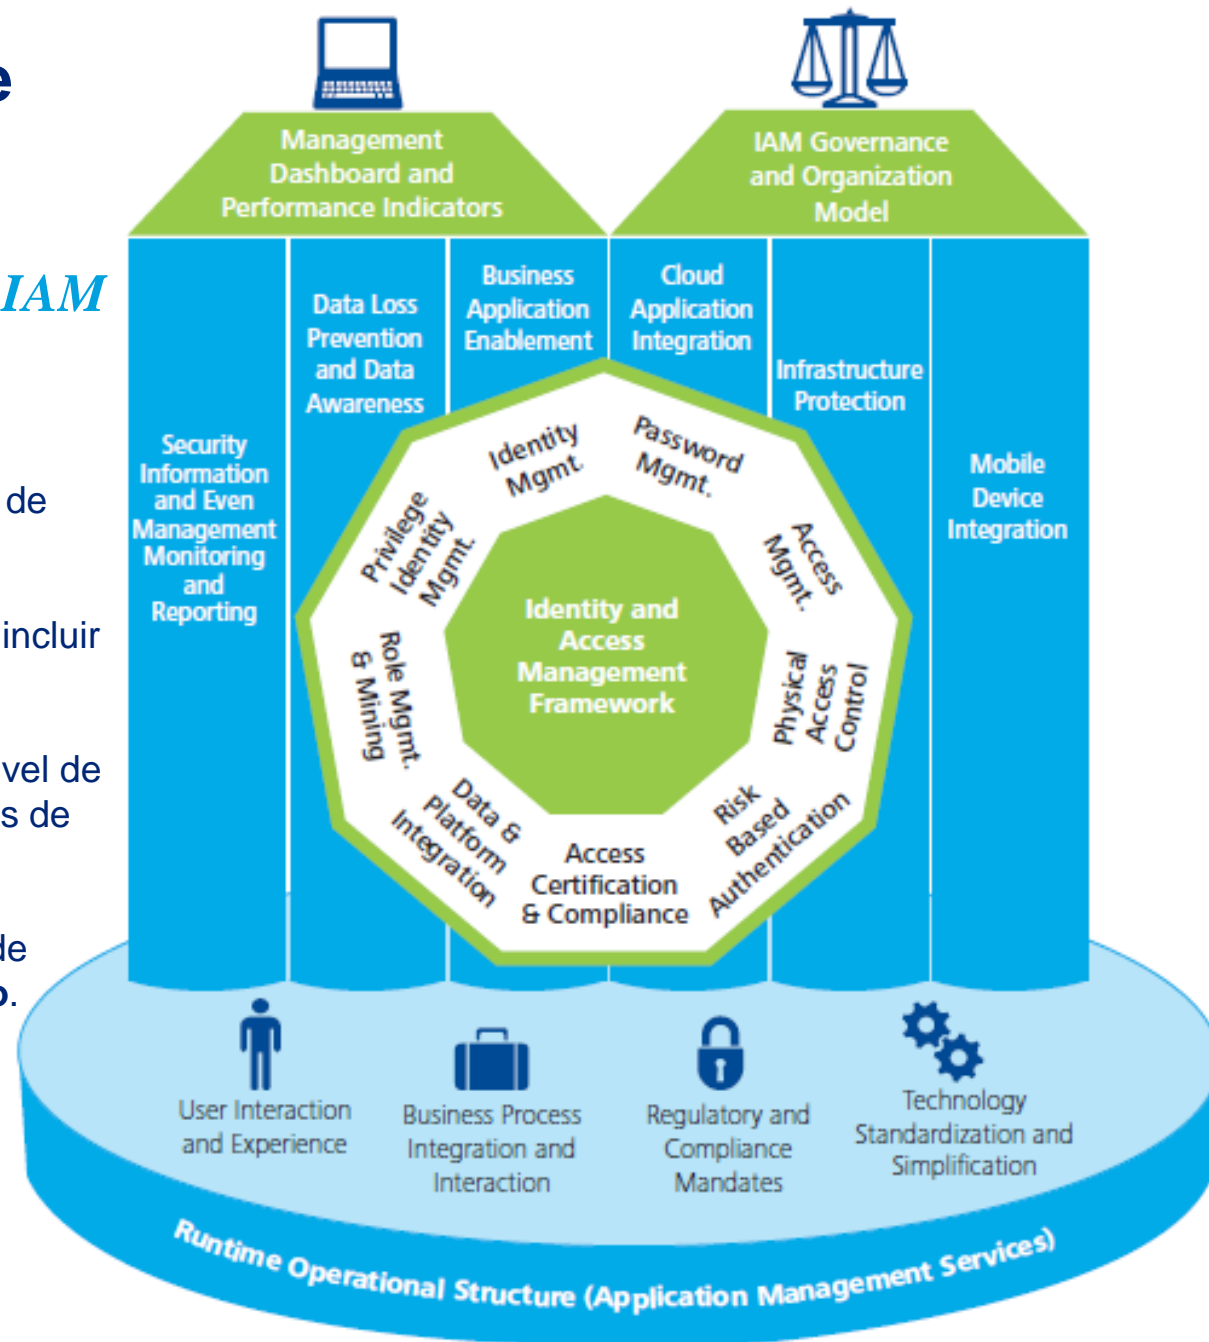 e
IAM
de
incluir
vel de
s de
de
o.
Management
Dashboard and
Performance Indicators
IAM Governance
and Organization
Model
Security
Information
and Even
Management
Monitoring
and
Reporting
Data Loss
Prevention
and Data
Awareness
Business
Application
Enablement
Cloud
Application
Integration
Infrastructure
Protection
Mobile
Device
Integration
Identity
Mgmt.
Password
Mgmt.
Access
Mgmt.
Physical
Access
Control
Risk
Based
Authentication
Access
Certification
& Compliance
Data &
Platform
Integration
Role Mgmt.
& Mining
Privilege
Identity
Mgmt.
Identity and
Access
Management
Framework
User Interaction
and Experience
Business Process
Integration and
Interaction
Regulatory and
Compliance
Mandates
Technology
Standardization and
Simplification
Runtime Operational Structure (Application Management Services)